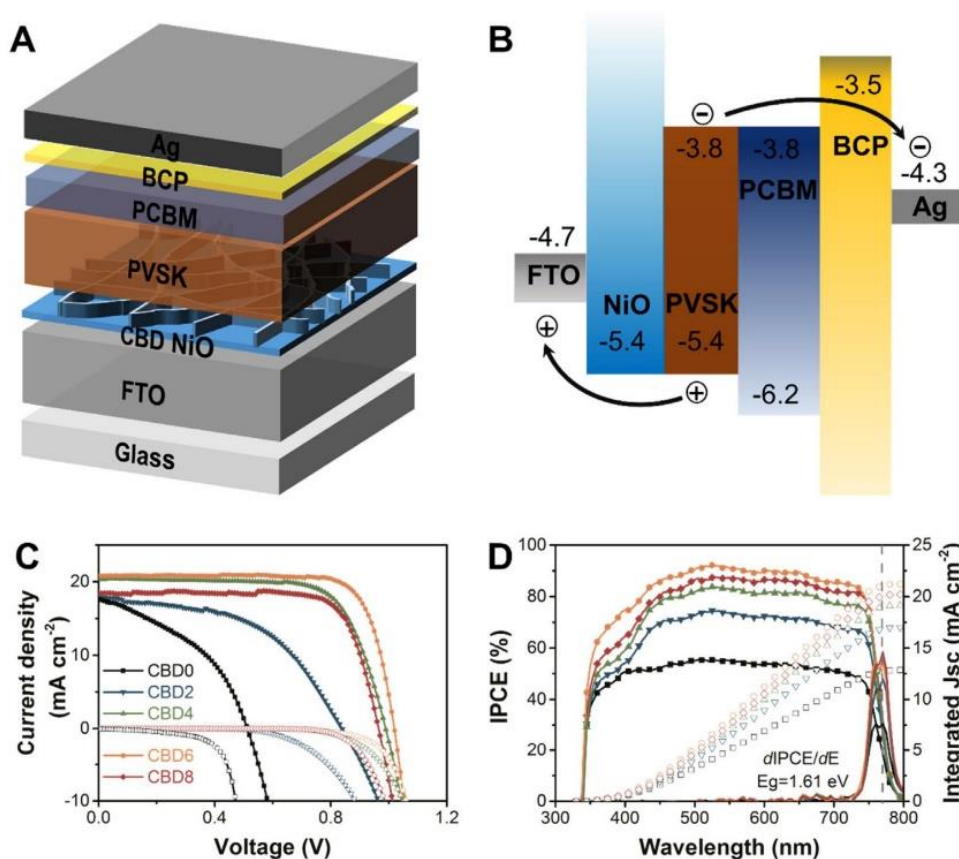 A
Ag
BCP
PCBM
PVSK
CBD NiO
FTO
Glass
B
-3.5
-3.8
-3.8
BCP
PCBM
-4.3
Ag
-4.7
FTO
NiO
PVSK
-5.4
-5.4
-6.2
C
20
10
0
-10
0.0
0.4
0.8
1.2
Current density
(mA cm-2)
Voltage (V)
CBD0
CBD2
CBD4
CBD6
CBD8
D
100
80
60
40
20
0
300
400
500
600
700
800
25
20
15
10
5
0
IPCE (%)
Integrated Jsc (mA cm-2)
Wavelength (nm)
dIPCE/dE
Eg=1.61 eV